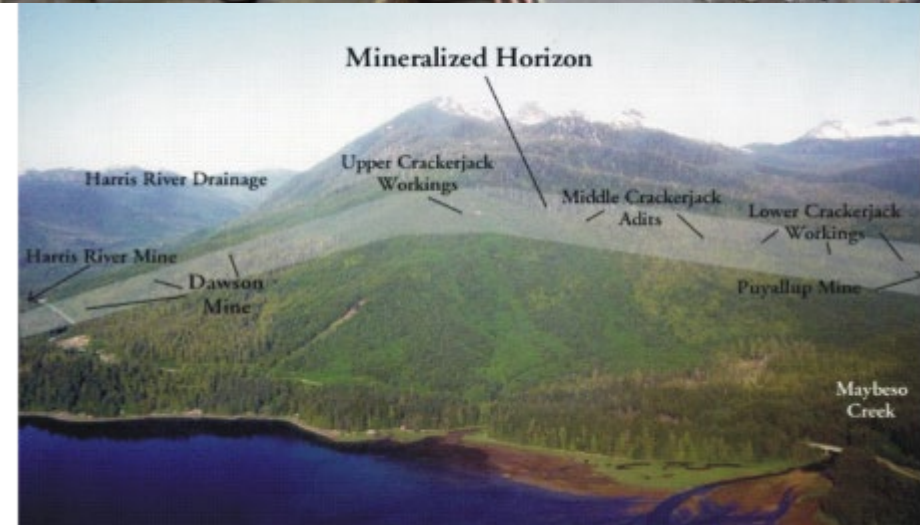 Mineralized Horizon
Upper Crackerjack
Workings
Harris River Drainage
Middle Crackerjack
Adits
Lower Crackerjack
Workings
Harris River Mine
Dawson
Mine
Puyallup Mine
Maybeso
Creek